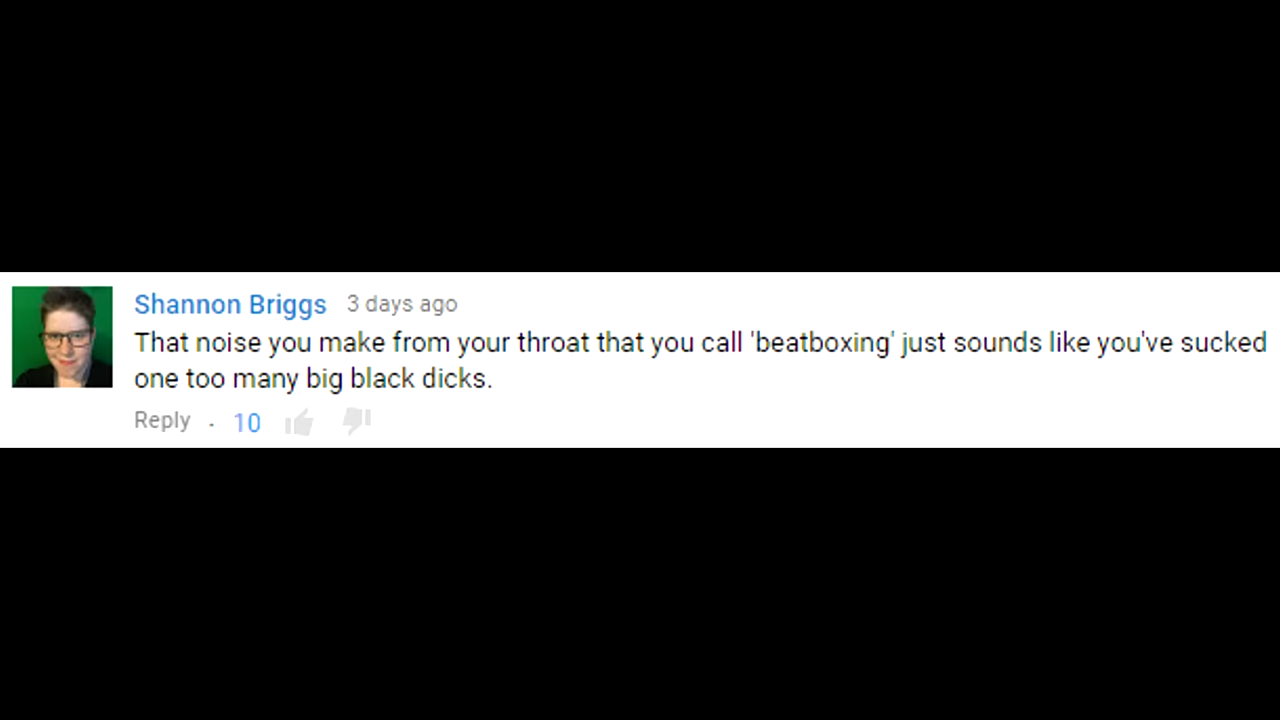 Shannon Briggs 3 days ago
That noise you make from your throat that you call 'beatboxing' just sounds like you've sucked
one too many big black dicks.
Reply · 10